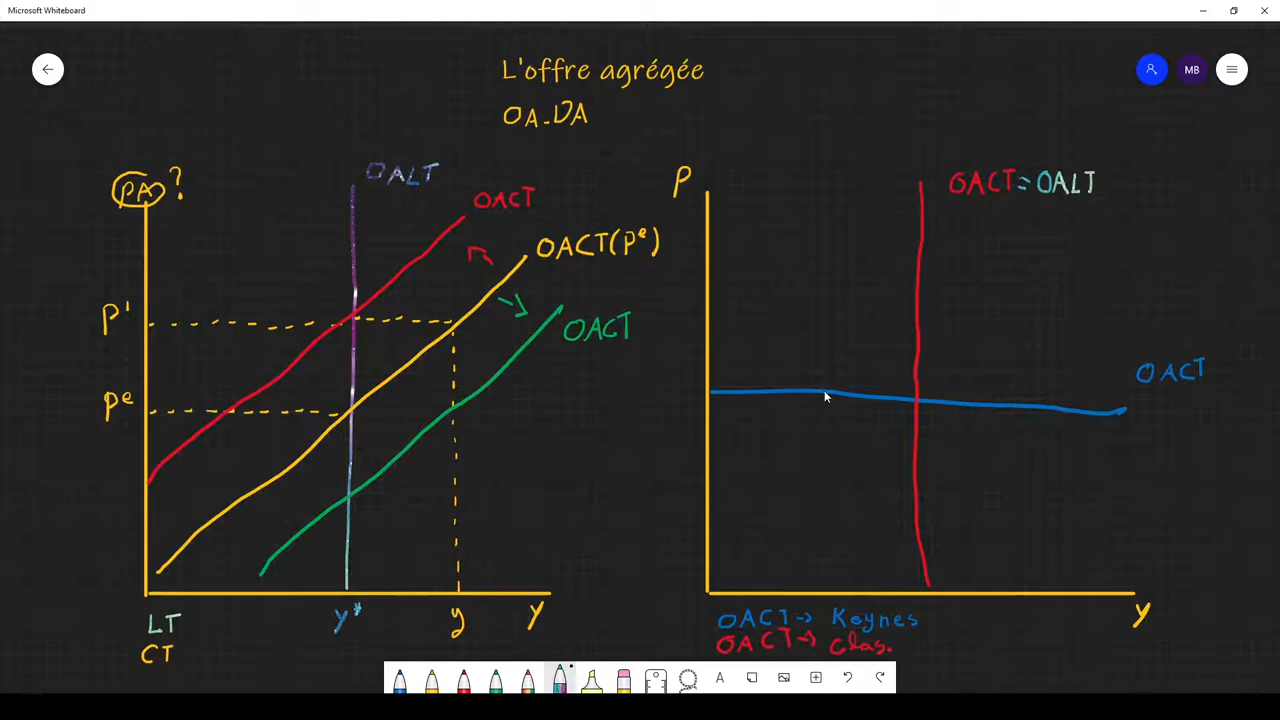 Microsoft Whiteboard
L'offre agrégée
OA-DA
MB
PA?
OALT
OACT
OACT(Pe)
OACT
P'
Pe
LT
CT
y*
y
y
P
OACT=OALT
OACT
y
OACT→ Keynes
OACT→ Clas.
A